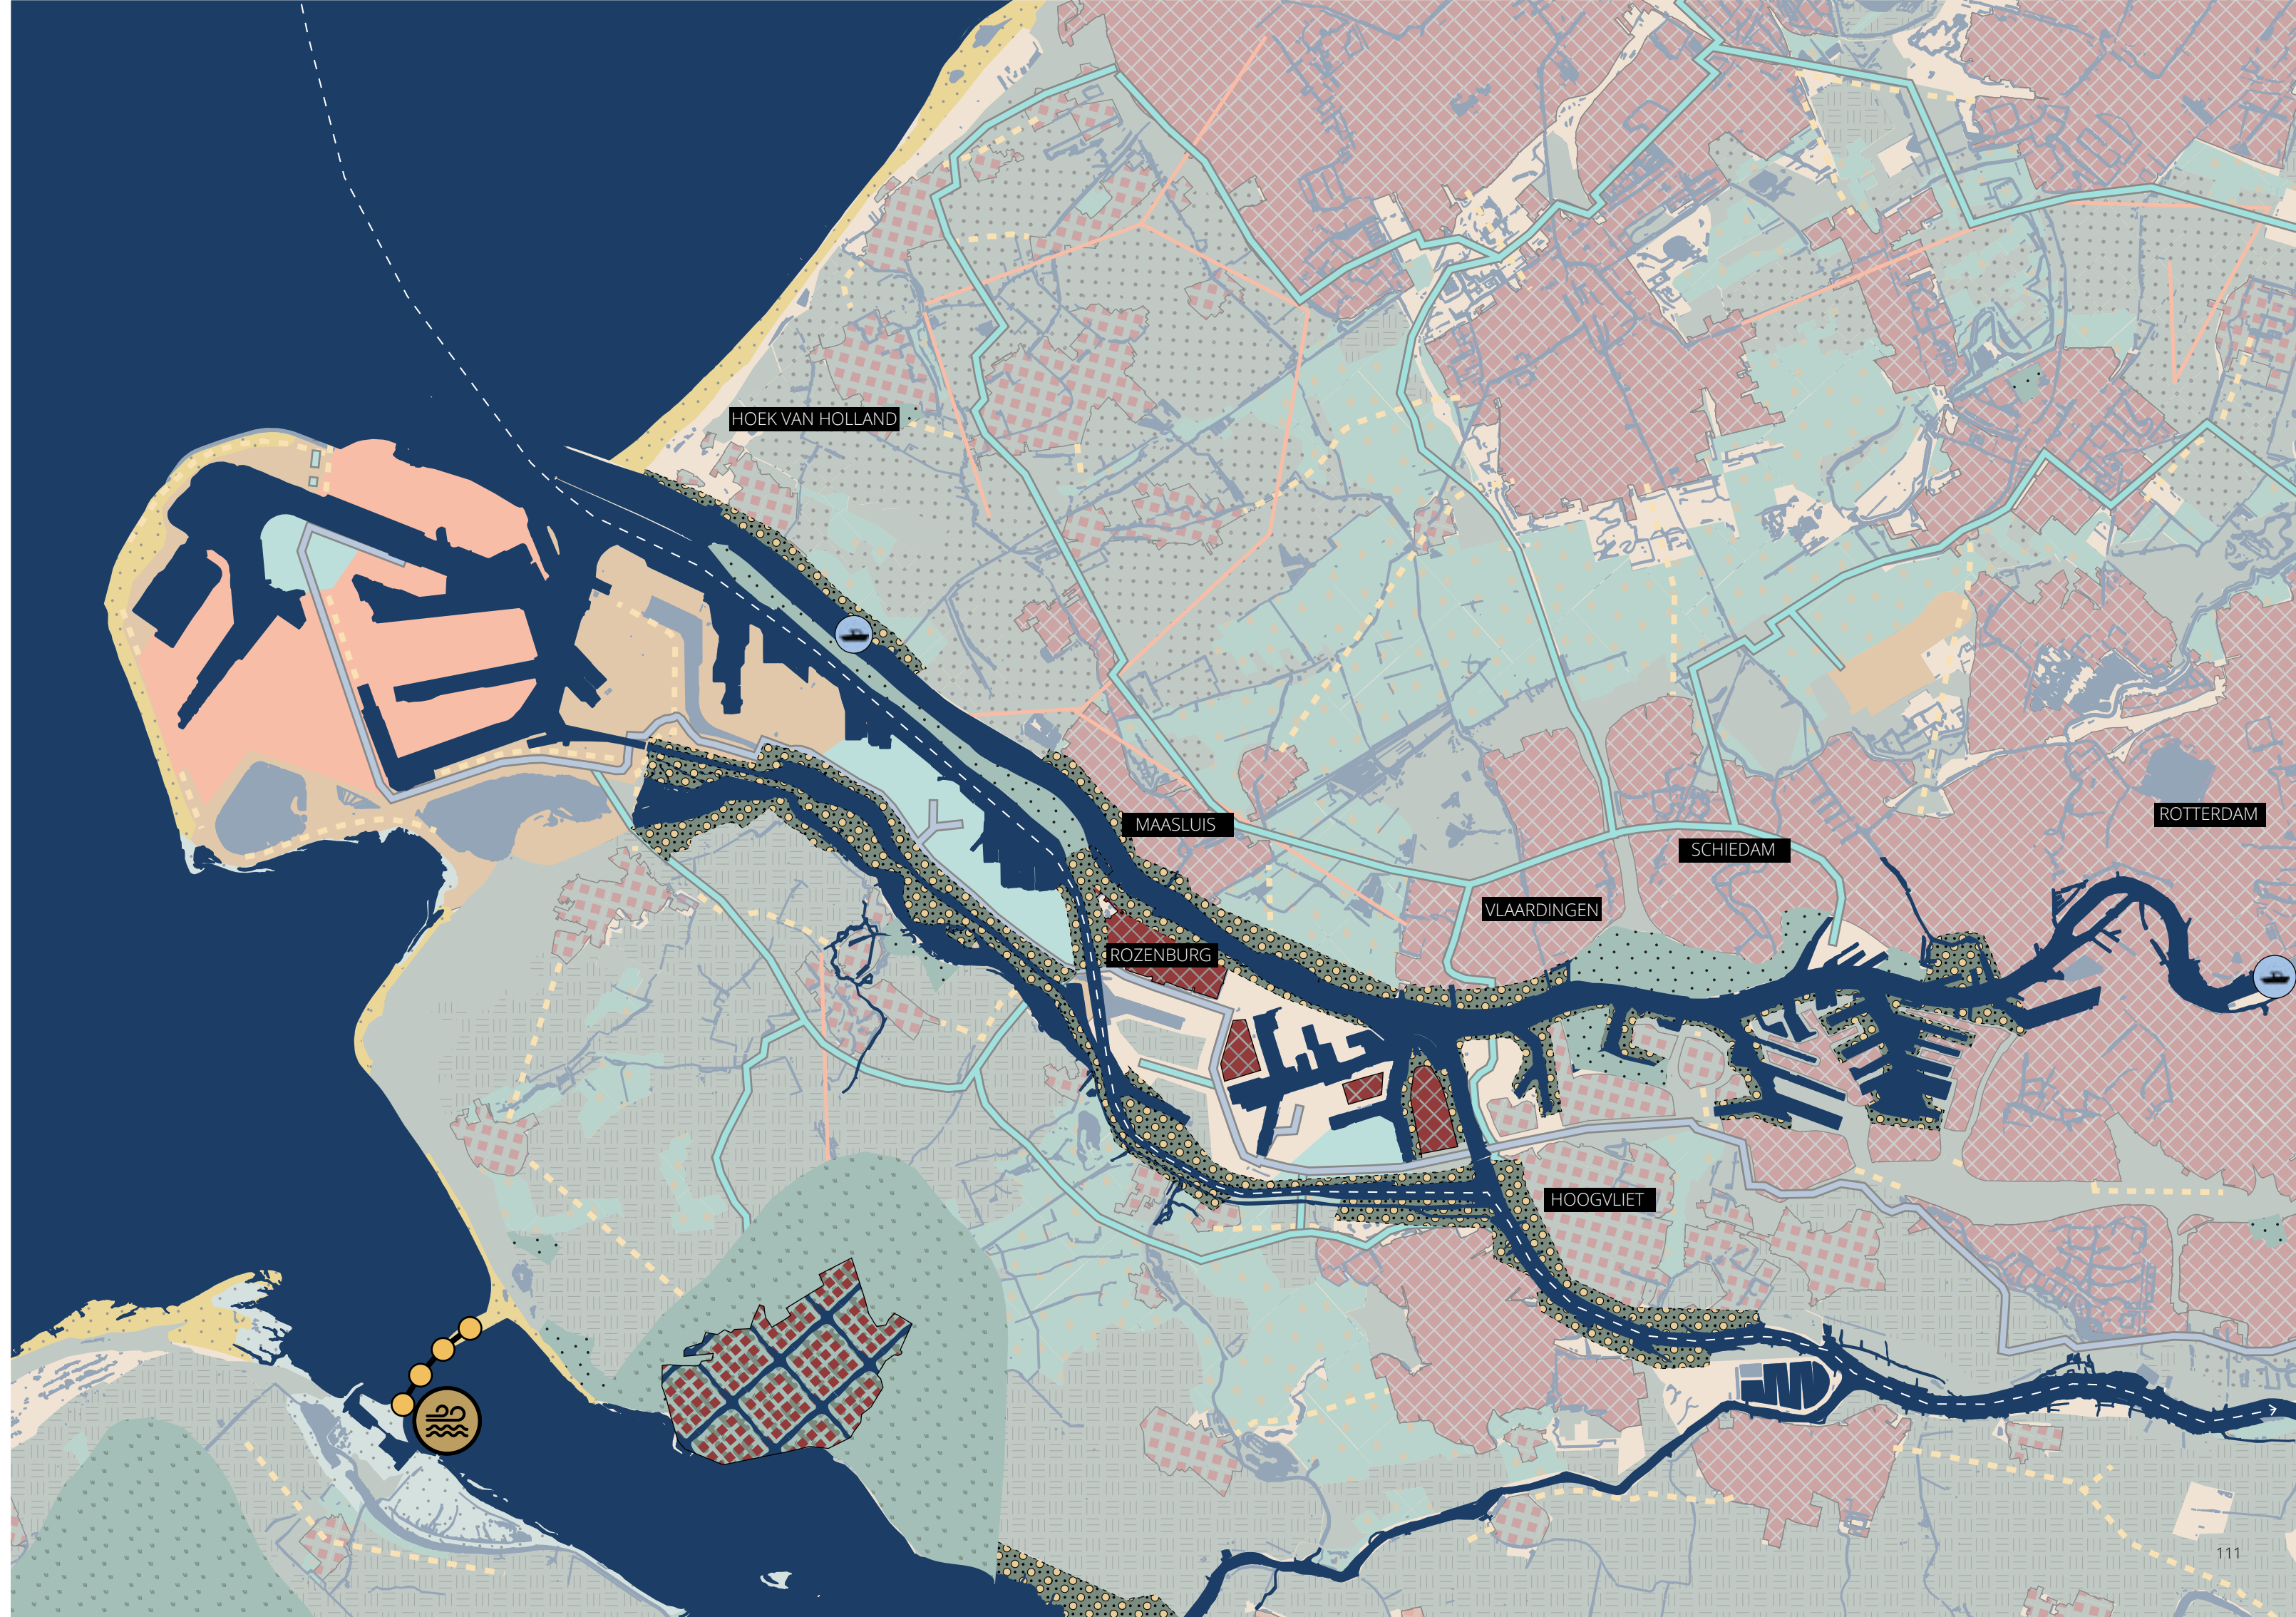 HOEK VAN HOLLAND
ROTTERDAM
MAASLUIS
SCHIEDAM
VLAARDINGEN
ROZENBURG
HOOGVLIET
111